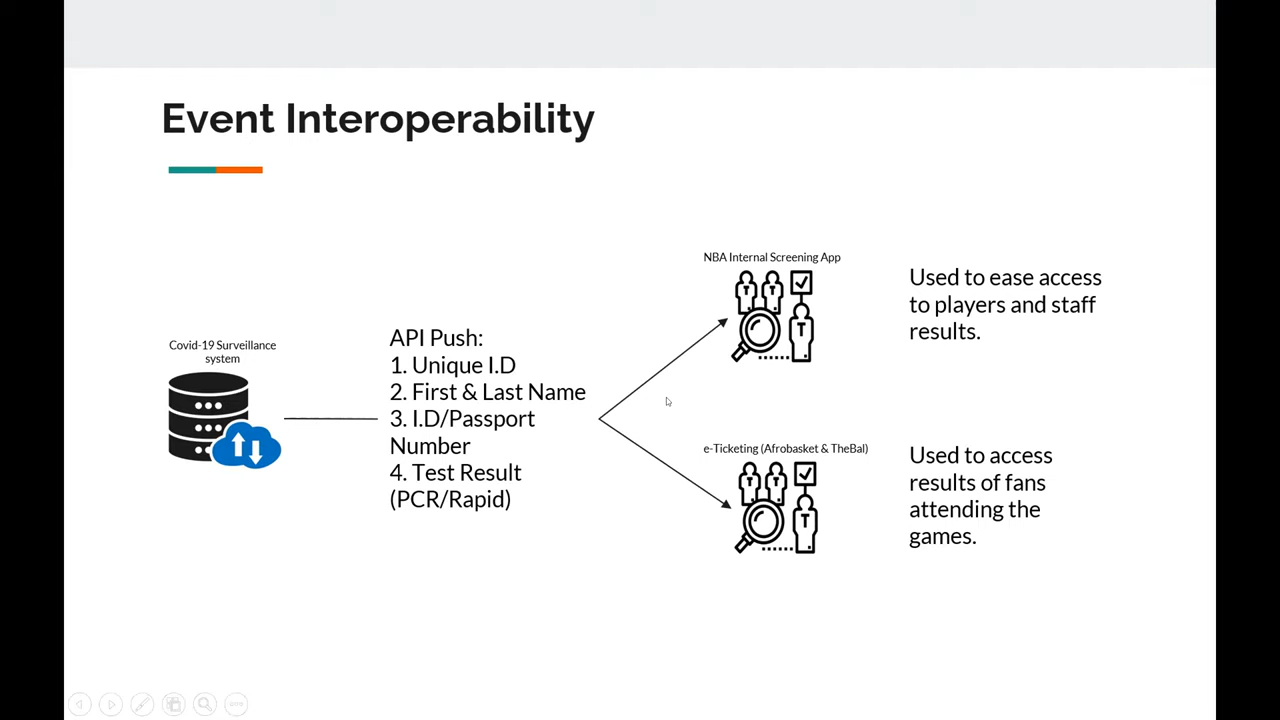 Event Interoperability
Covid-19 Surveillance
system
API Push:
1. Unique I.D
2. First & Last Name
3. I.D/Passport
Number
4. Test Result
(PCR/Rapid)
NBA Internal Screening App
Used to ease access
to players and staff
results.
e-Ticketing (Afrobasket & TheBal)
Used to access
results of fans
attending the
games.